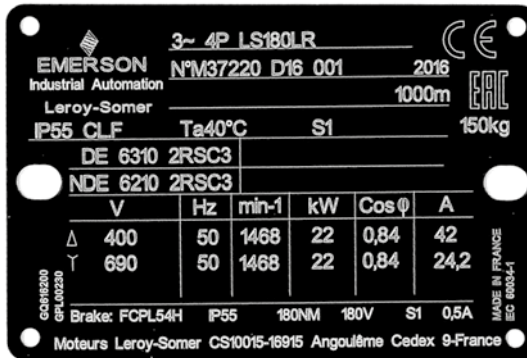 3~ 4P LS180LR CE
EMERSON
Industrial Automation
Leroy-Somer
N°M37220 D16 001 2016
1000m EAC
IP55 CL.F Ta40°C S1 150kg
DE 6310 2RSC3
NDE 6210 2RSC3
V Hz min-1 kW Cos φ A
Δ 400 50 1468 22 0,84 42
Y 690 50 1468 22 0,84 24,2
GQ616200
GPL00230
MADE IN FRANCE
IEC 60034-1
Brake: FCPL54H IP55 180NM 180V S1 0,5A
Moteurs Leroy-Somer CS10015-16915 Angoulême Cedex 9-France